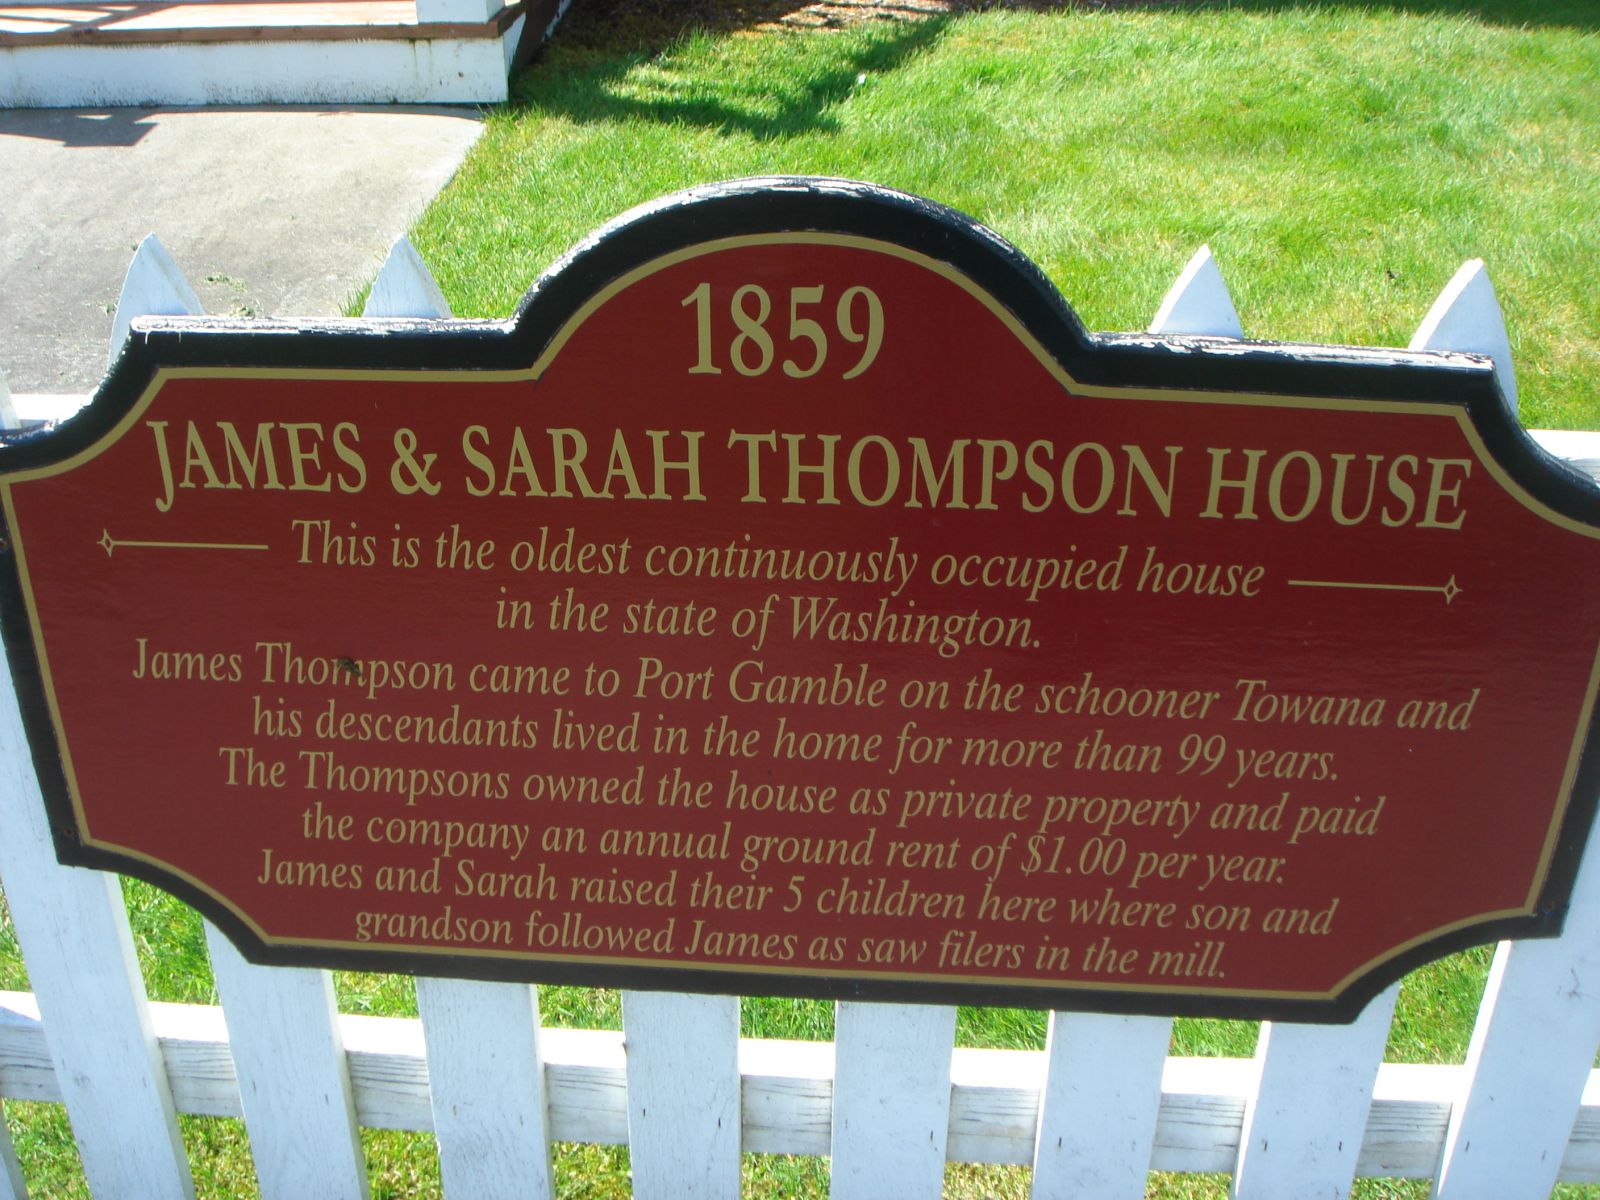 1859
JAMES & SARAH THOMPSON HOUSE
This is the oldest continuously occupied house
in the state of Washington.
James Thompson came to Port Gamble on the schooner Towana and
his descendants lived in the home for more than 99 years.
The Thompsons owned the house as private property and paid
the company an annual ground rent of $1.00 per year.
James and Sarah raised their 5 children here where son and
grandson followed James as saw filers in the mill.